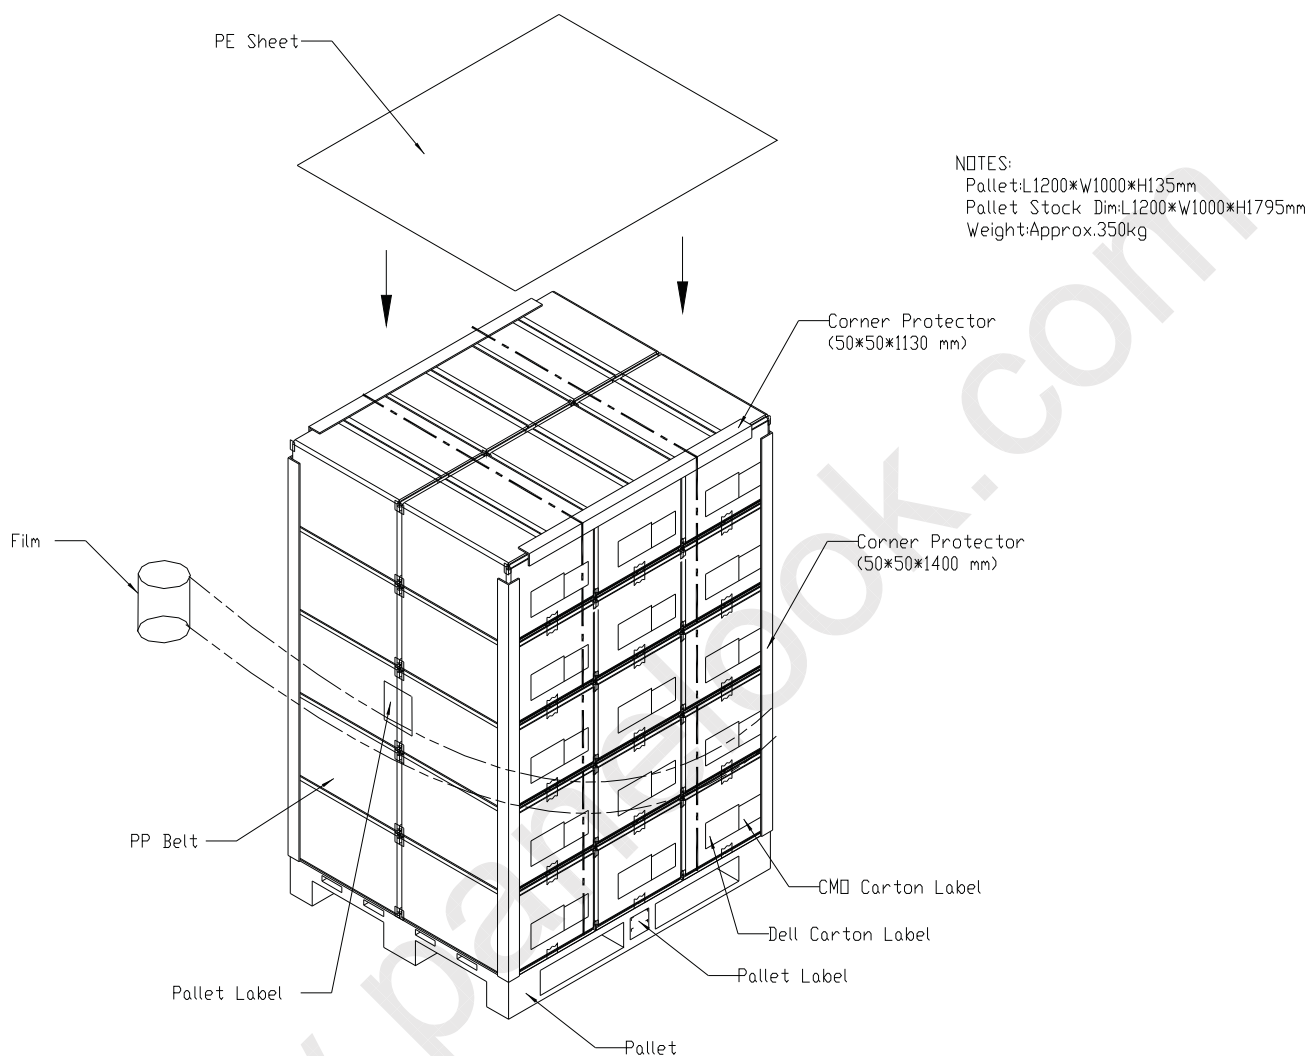 PE Sheet
NOTES:
Pallet:L1200*W1000*H135mm
Pallet Stock Dim:L1200*W1000*H1795mm
Weight:Approx.350kg
Corner Protector
(50*50*1130 mm)
Film
Corner Protector
(50*50*1400 mm)
PP Belt
CMO Carton Label
Dell Carton Label
Pallet Label
Pallet Label
Pallet
panelook.com